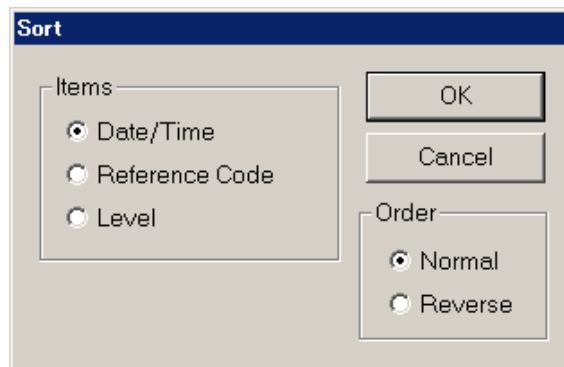 Sort
Items
Date/Time
Reference Code
Level
OK
Cancel
Order
Normal
Reverse